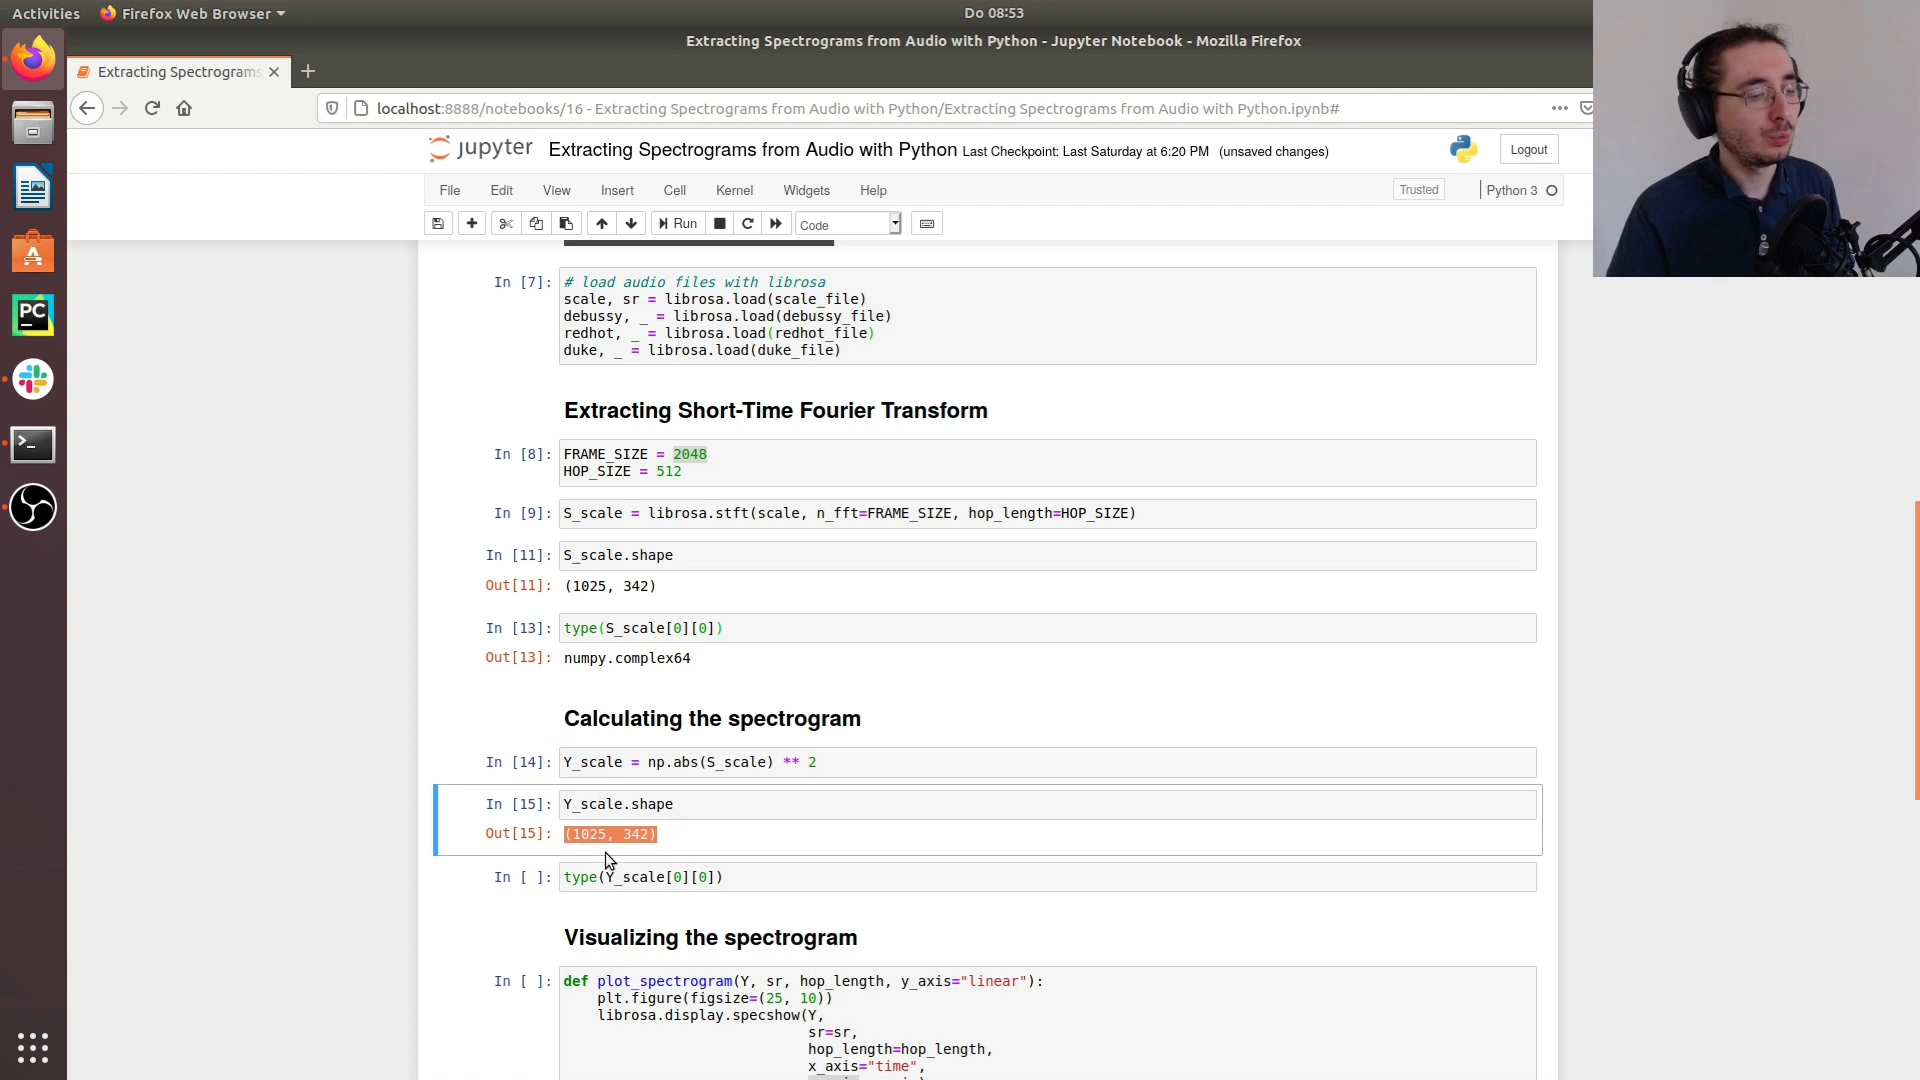 Activities
Firefox Web Browser
Do 08:53
Extracting Spectrograms from Audio with Python - Jupyter Notebook - Mozilla Firefox
Extracting Spectrograms
localhost:8888/notebooks/16 - Extracting Spectrograms from Audio with Python/Extracting Spectrograms from Audio with Python.ipynb#
jupyter Extracting Spectrograms from Audio with Python Last Checkpoint: Last Saturday at 6:20 PM (unsaved changes)
Logout
File Edit View Insert Cell Kernel Widgets Help
Trusted
Python 3
Run
Code
In [7]: # load audio files with librosa
scale, sr = librosa.load(scale_file)
debussy, _ = librosa.load(debussy_file)
redhot, _ = librosa.load(redhot_file)
duke, _ = librosa.load(duke_file)
Extracting Short-Time Fourier Transform
In [8]: FRAME_SIZE = 2048
HOP_SIZE = 512
In [9]: S_scale = librosa.stft(scale, n_fft=FRAME_SIZE, hop_length=HOP_SIZE)
In [11]: S_scale.shape
Out[11]: (1025, 342)
In [13]: type(S_scale[0][0])
Out[13]: numpy.complex64
Calculating the spectrogram
In [14]: Y_scale = np.abs(S_scale) ** 2
In [15]: Y_scale.shape
Out[15]: (1025, 342)
In [ ]: type(Y_scale[0][0])
Visualizing the spectrogram
In [ ]: def plot_spectrogram(Y, sr, hop_length, y_axis="linear"):
plt.figure(figsize=(25, 10))
librosa.display.specshow(Y,
sr=sr,
hop_length=hop_length,
x_axis="time",
PC